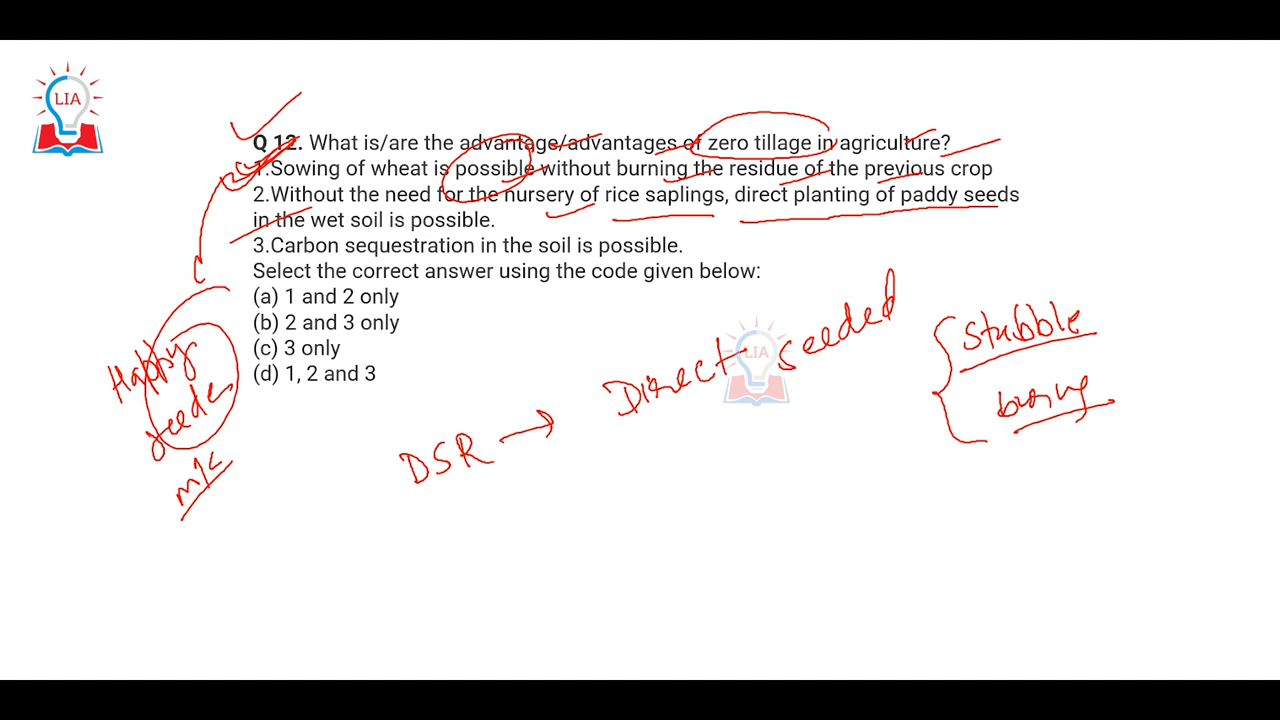 LIA
Q 12. What is/are the advantage/advantages of zero tillage in agriculture?
1.Sowing of wheat is possible without burning the residue of the previous crop
2.Without the need for the nursery of rice saplings, direct planting of paddy seeds
in the wet soil is possible.
3.Carbon sequestration in the soil is possible.
Select the correct answer using the code given below:
(a) 1 and 2 only
(b) 2 and 3 only
(c) 3 only
(d) 1, 2 and 3
Happy
seeder
m/c
DSR → Direct seeded
LIA
Stubble